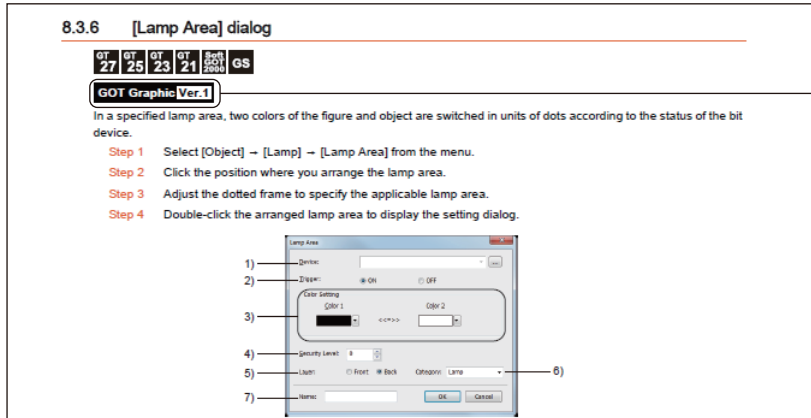 8.3.6 [Lamp Area] dialog
GT 27 GT 25 GT 23 GT 21 Soft GOT 2000 GS
GOT Graphic Ver.1
In a specified lamp area, two colors of the figure and object are switched in units of dots according to the status of the bit
device.
Step 1 Select [Object] → [Lamp] → [Lamp Area] from the menu.
Step 2 Click the position where you arrange the lamp area.
Step 3 Adjust the dotted frame to specify the applicable lamp area.
Step 4 Double-click the arranged lamp area to display the setting dialog.
Lamp Area
1) Device: ...
2) Trigger: ON OFF
Color Setting
Color 1 Color 2
3) <<=>>
4) Security Level: 0
5) Layer: Front Back Category: Lamp 6)
7) Name: OK Cancel